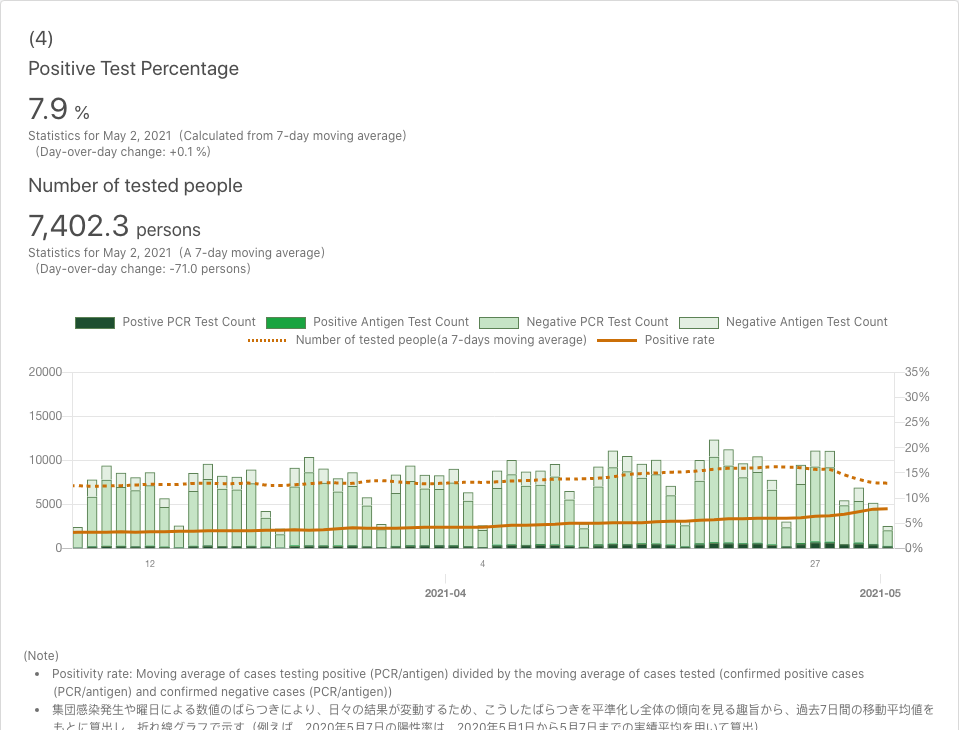 (4)
Positive Test Percentage
7.9 %
Statistics for May 2, 2021 (Calculated from 7-day moving average)
(Day-over-day change: +0.1 %)
Number of tested people
7,402.3 persons
Statistics for May 2, 2021 (A 7-day moving average)
(Day-over-day change: -71.0 persons)
Postive PCR Test Count Positive Antigen Test Count Negative PCR Test Count Negative Antigen Test Count
Number of tested people(a 7-days moving average) Positive rate
20000 35%
30%
15000
25%
20%
10000
15%
10%
5000
5%
0 0%
12 4 27
2021-04 2021-05
(Note)
• Positivity rate: Moving average of cases testing positive (PCR/antigen) divided by the moving average of cases tested (confirmed positive cases
(PCR/antigen) and confirmed negative cases (PCR/antigen))
• 集団感染発生や曜日による数値のばらつきにより、日々の結果が変動するため、こうしたばらつきを平準化し全体の傾向を見る趣旨から、過去7日間の移動平均値を
もとに算出し、折れ線グラフで示す（例えば、2020年5月7日の陽性率は、2020年5月1日から5月7日までの実績平均を用いて算出）